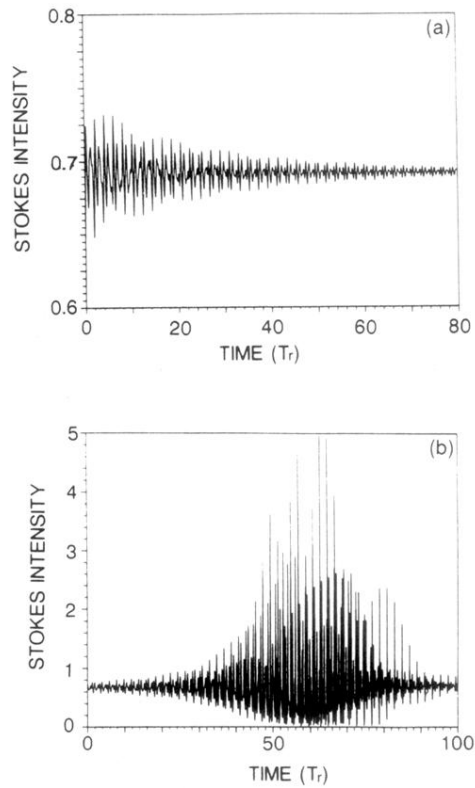 (a)
0.8
0.7
0.6
STOKES INTENSITY
0 20 40 60 80
TIME (Tr)
(b)
5
4
3
2
1
0
STOKES INTENSITY
0 50 100
TIME (Tr)